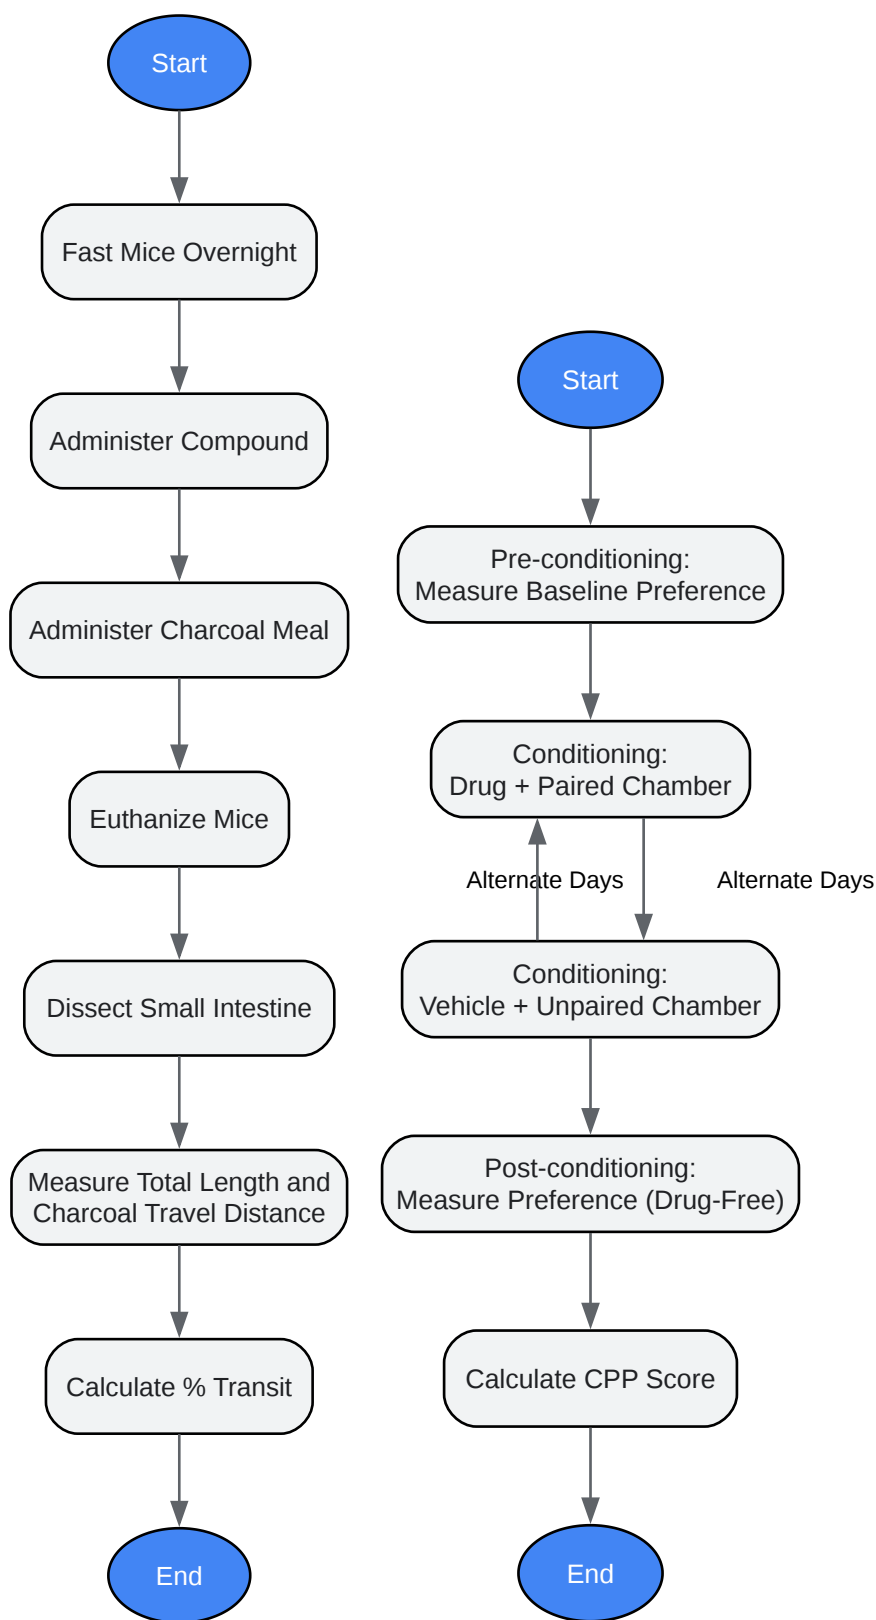 Start
Fast Mice Overnight
Administer Compound
Administer Charcoal Meal
Euthanize Mice
Dissect Small Intestine
Measure Total Length and
Charcoal Travel Distance
Calculate % Transit
End
Start
Pre-conditioning:
Measure Baseline Preference
Conditioning:
Drug + Paired Chamber
Alternate Days
Alternate Days
Conditioning:
Vehicle + Unpaired Chamber
Post-conditioning:
Measure Preference (Drug-Free)
Calculate CPP Score
End